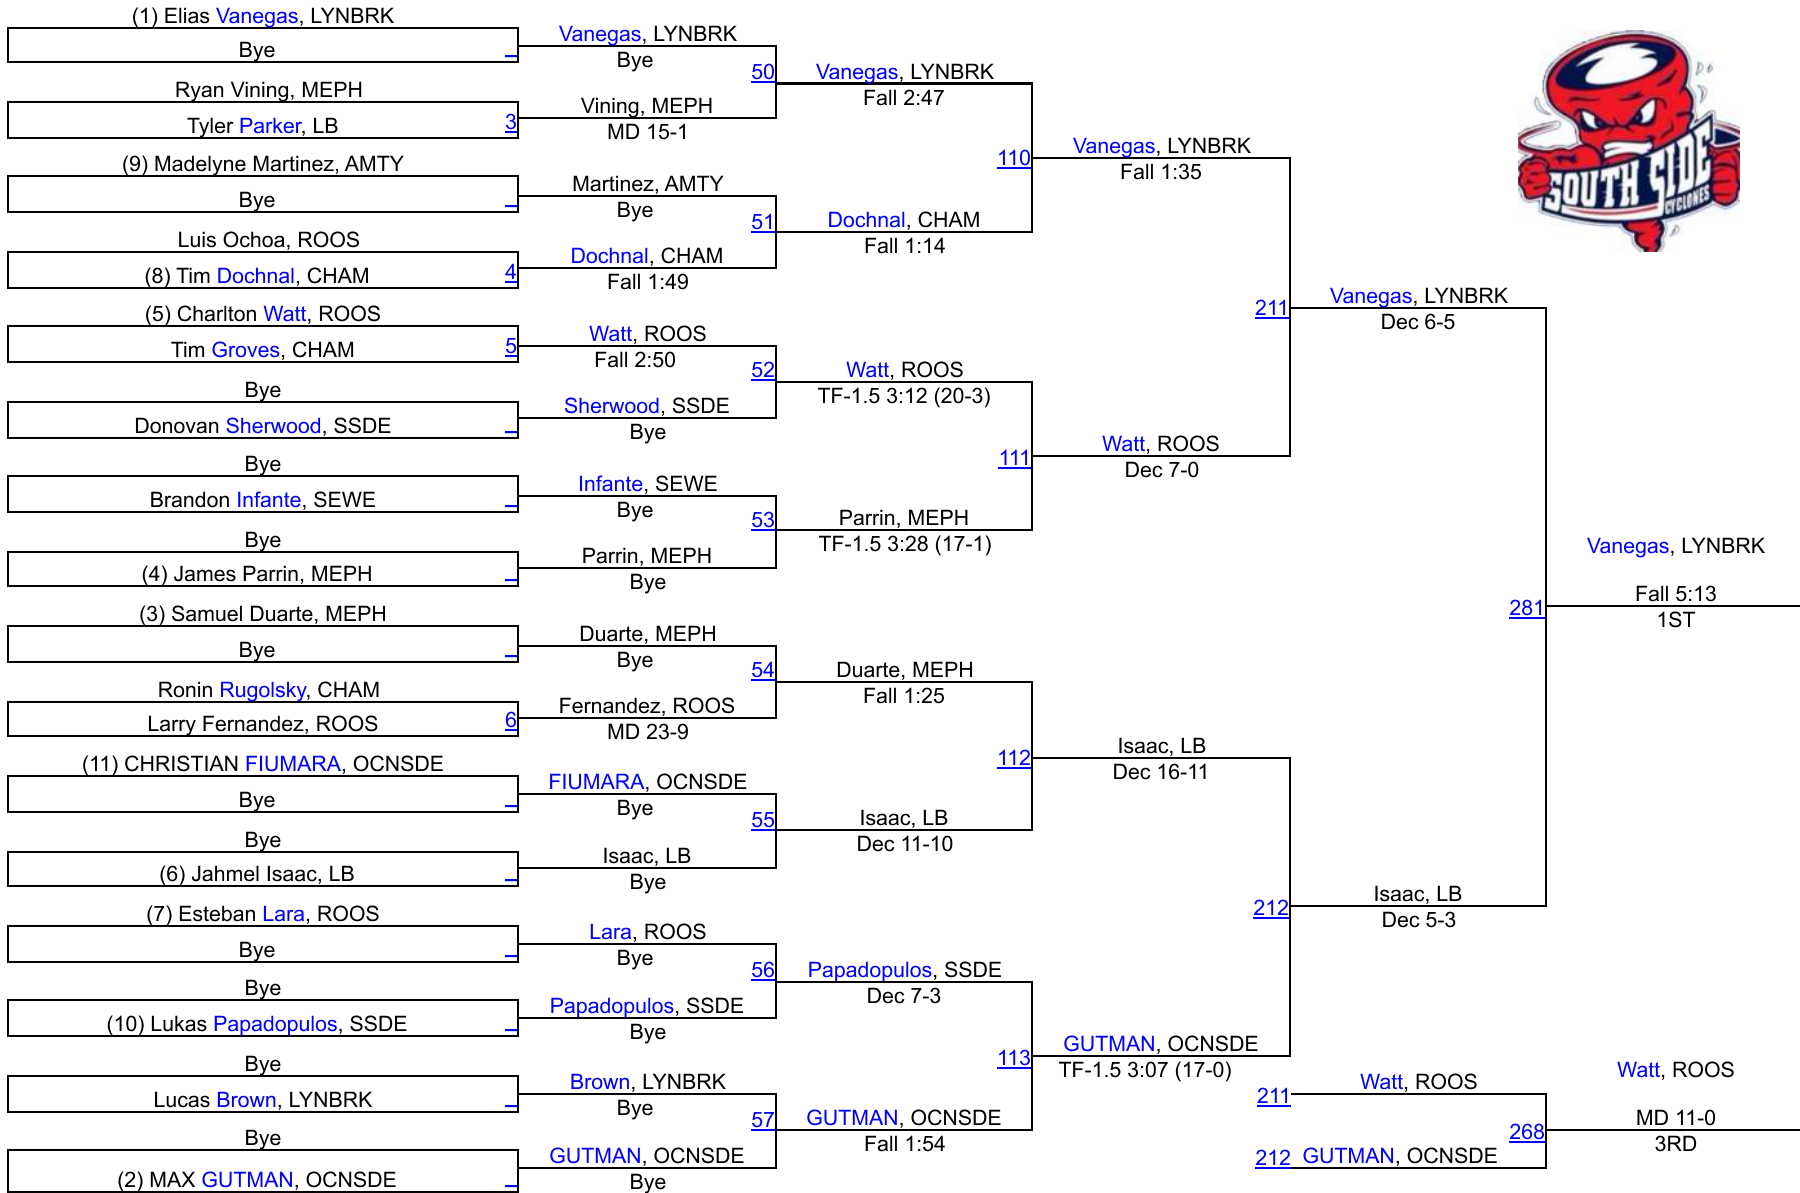 (1) Elias Vanegas, LYNBRK
Bye
Ryan Vining, MEPH
Tyler Parker, LB
3
(9) Madelyne Martinez, AMTY
Bye
Luis Ochoa, ROOS
(8) Tim Dochnal, CHAM
4
(5) Charlton Watt, ROOS
Tim Groves, CHAM
5
Bye
Donovan Sherwood, SSDE
Bye
Brandon Infante, SEWE
Bye
(4) James Parrin, MEPH
(3) Samuel Duarte, MEPH
Bye
Ronin Rugolsky, CHAM
Larry Fernandez, ROOS
6
(11) CHRISTIAN FIUMARA, OCNSDE
Bye
Bye
(6) Jahmel Isaac, LB
(7) Esteban Lara, ROOS
Bye
Bye
(10) Lukas Papadopulos, SSDE
Bye
Lucas Brown, LYNBRK
Bye
(2) MAX GUTMAN, OCNSDE
Vanegas, LYNBRK
Bye
50
Vining, MEPH
MD 15-1
Martinez, AMTY
Bye
51
Dochnal, CHAM
Fall 1:49
Watt, ROOS
Fall 2:50
52
Sherwood, SSDE
Bye
Infante, SEWE
Bye
53
Parrin, MEPH
Bye
Duarte, MEPH
Bye
54
Fernandez, ROOS
MD 23-9
FIUMARA, OCNSDE
Bye
55
Isaac, LB
Bye
Lara, ROOS
Bye
56
Papadopulos, SSDE
Bye
Brown, LYNBRK
Bye
57
GUTMAN, OCNSDE
Bye
Vanegas, LYNBRK
Fall 2:47
110
Dochnal, CHAM
Fall 1:14
Watt, ROOS
TF-1.5 3:12 (20-3)
111
Parrin, MEPH
TF-1.5 3:28 (17-1)
Duarte, MEPH
Fall 1:25
112
Isaac, LB
Dec 11-10
Papadopulos, SSDE
Dec 7-3
113
GUTMAN, OCNSDE
Fall 1:54
Vanegas, LYNBRK
Fall 1:35
211
Watt, ROOS
Dec 7-0
Isaac, LB
Dec 16-11
212
GUTMAN, OCNSDE
TF-1.5 3:07 (17-0)
Vanegas, LYNBRK
Dec 6-5
281
Isaac, LB
Dec 5-3
211
Watt, ROOS
268
212
GUTMAN, OCNSDE
SOUTH SIDE
CYCLONES
Vanegas, LYNBRK
Fall 5:13
1ST
Watt, ROOS
MD 11-0
3RD